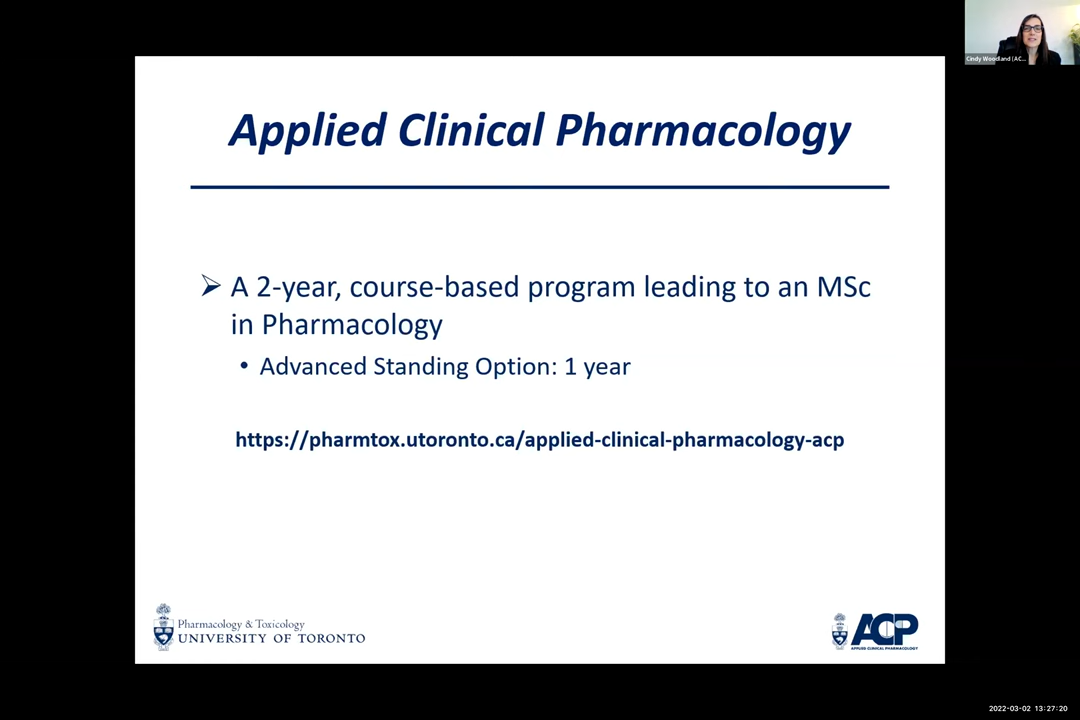 Cindy Woodland (AC...
Applied Clinical Pharmacology
➢ A 2-year, course-based program leading to an MSc
in Pharmacology
• Advanced Standing Option: 1 year
https://pharmtox.utoronto.ca/applied-clinical-pharmacology-acp
Pharmacology & Toxicology
UNIVERSITY OF TORONTO
ACP
APPLIED CLINICAL PHARMACOLOGY
2022-03-02 13:27:20